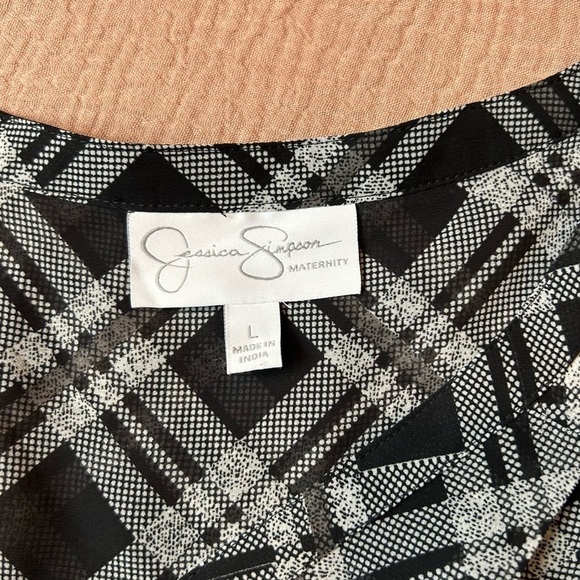 Jessica Simpson
MATERNITY
L
MADE IN
INDIA